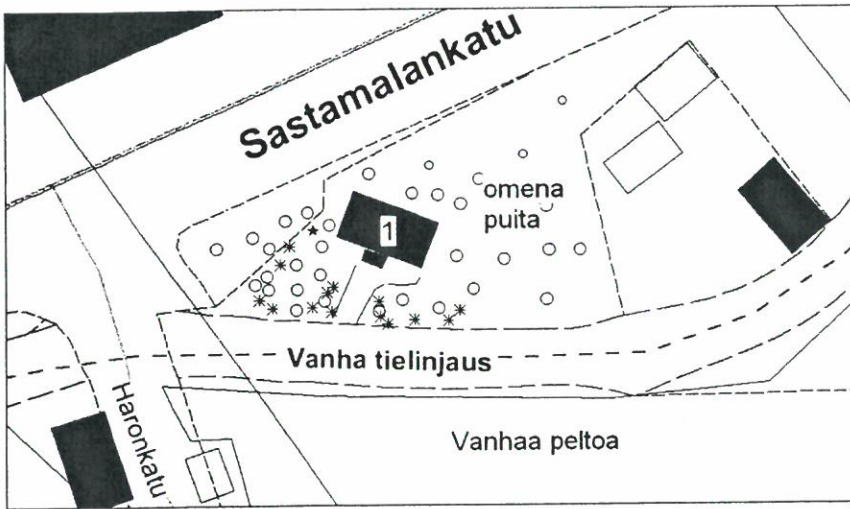 Sastamalankatu
omena
puita
1
Vanha tielinjaus
Haronkatu
Vanhaa peltoa